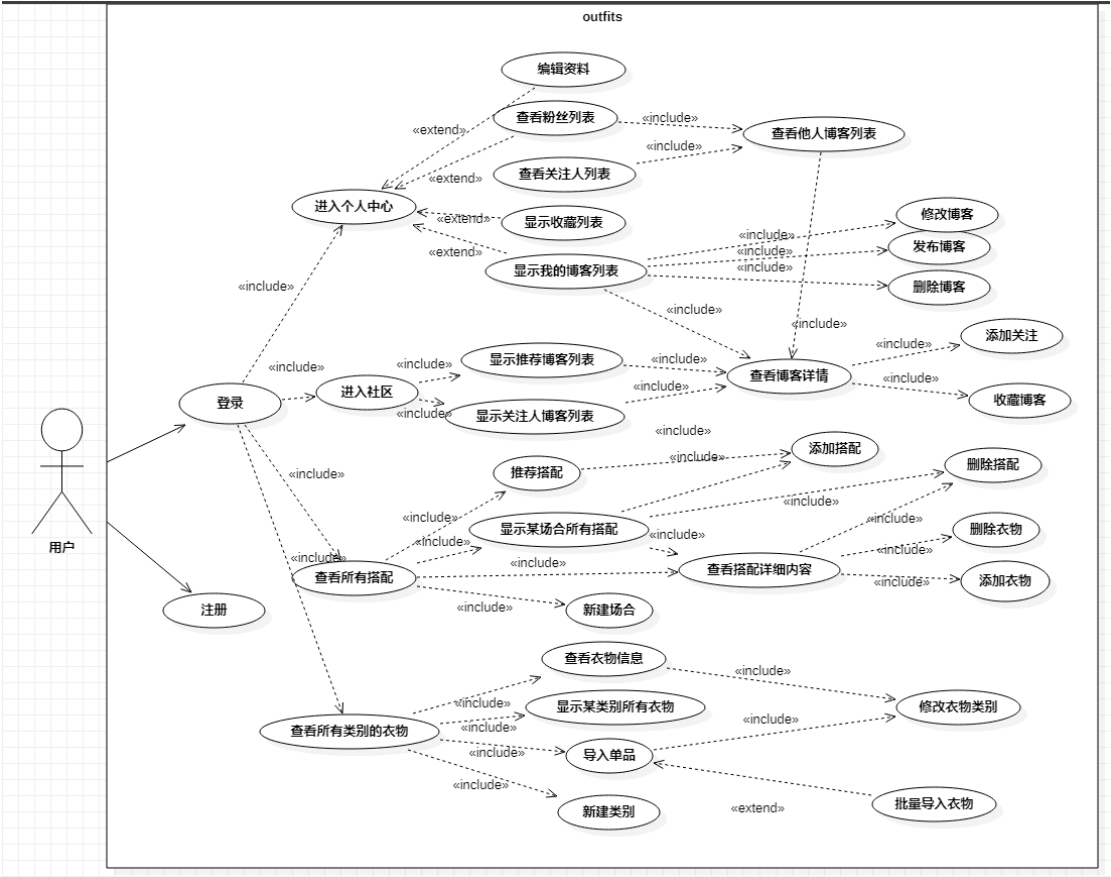 outfits
编辑资料
«extend»
查看粉丝列表
«include»
查看他人博客列表
«include»
查看关注人列表
«extend»
进入个人中心
«extend»
显示收藏列表
修改博客
«include»
发布博客
«extend»
显示我的博客列表
«include»
«include»
删除博客
«include»
«include»
«include»
添加关注
«include»
显示推荐博客列表
«include»
«include»
«include»
查看博客详情
«include»
登录
进入社区
«include»
显示关注人博客列表
«include»
收藏博客
«include»
添加搭配
«include»
推荐搭配
删除搭配
«include»
«include»
«include»
«include»
显示某场合所有搭配
«include»
«include»
删除衣物
«include»
用户
«include»
查看所有搭配
«include»
查看搭配详细内容
«include»
添加衣物
注册
«include»
新建场合
查看衣物信息
«include»
«include»
显示某类别所有衣物
修改衣物类别
查看所有类别的衣物
«include»
«include»
«include»
导入单品
«include»
«extend»
批量导入衣物
新建类别